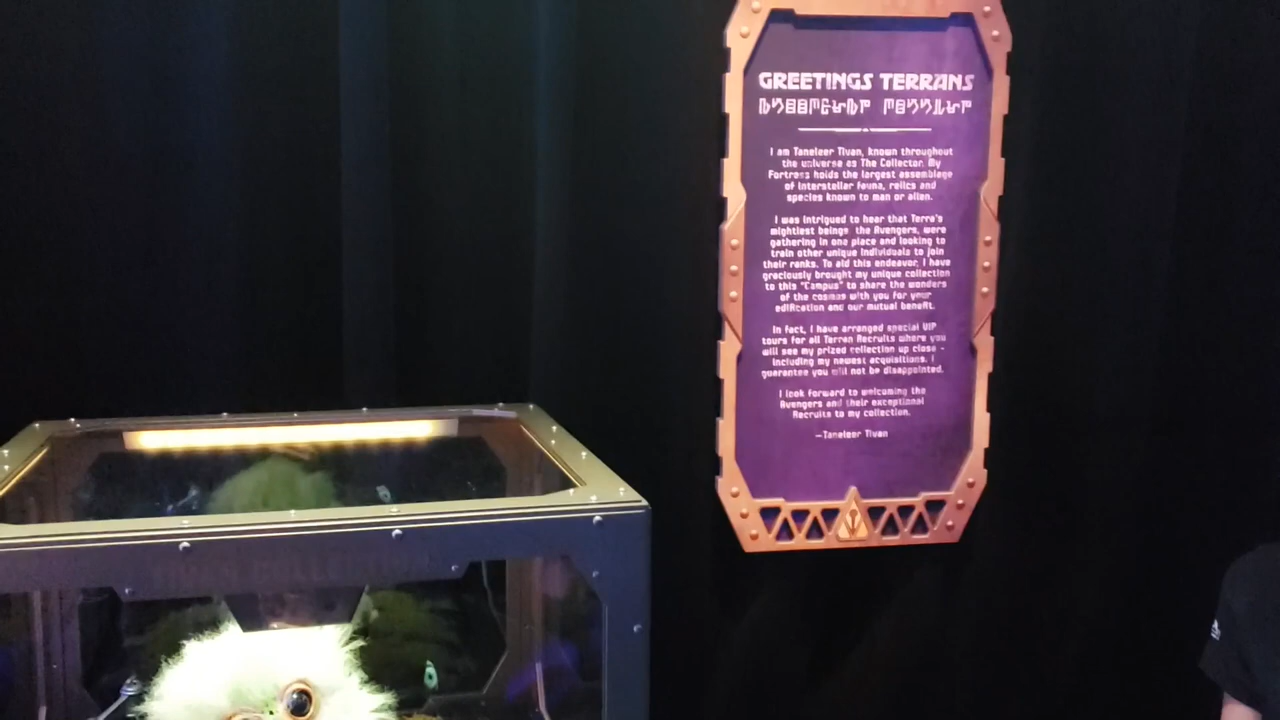 GREETINGS TERRANS
I am Taneleer Tivan, known throughout
the universe as The Collector. My
Fortress holds the largest assemblage
of interstellar fauna, relics and
species known to man or alien.
I was intrigued to hear that Terra's
mightiest beings the Avengers, were
gathering in one place and looking to
train other unique individuals to join
their ranks. To aid this endeavor, I have
graciously brought my unique collection
to this "Campus" to share the wonders
of the cosmos with you for your
edification and our mutual benefit.
In fact, I have arranged special VIP
tours for all Terran Recruits where you
will see my prized collection up close -
including my newest acquisitions. I
guarantee you will not be disappointed.
I look forward to welcoming the
Avengers and their exceptional
Recruits to my collection.
—Taneleer Tivan